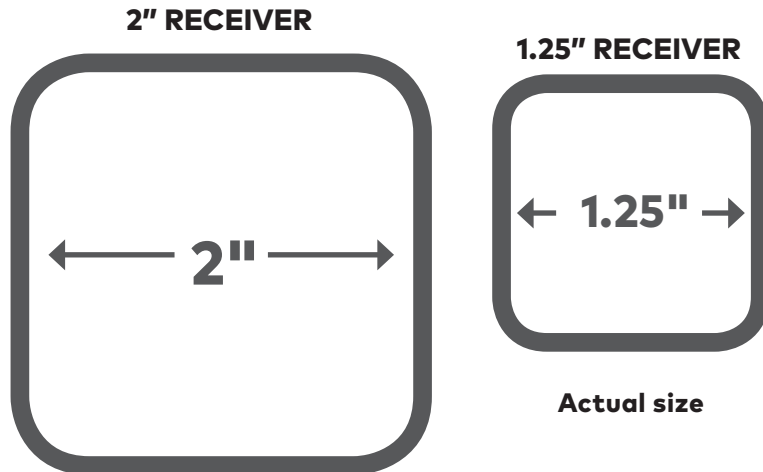 2” RECEIVER
2"
1.25” RECEIVER
1.25"
Actual size